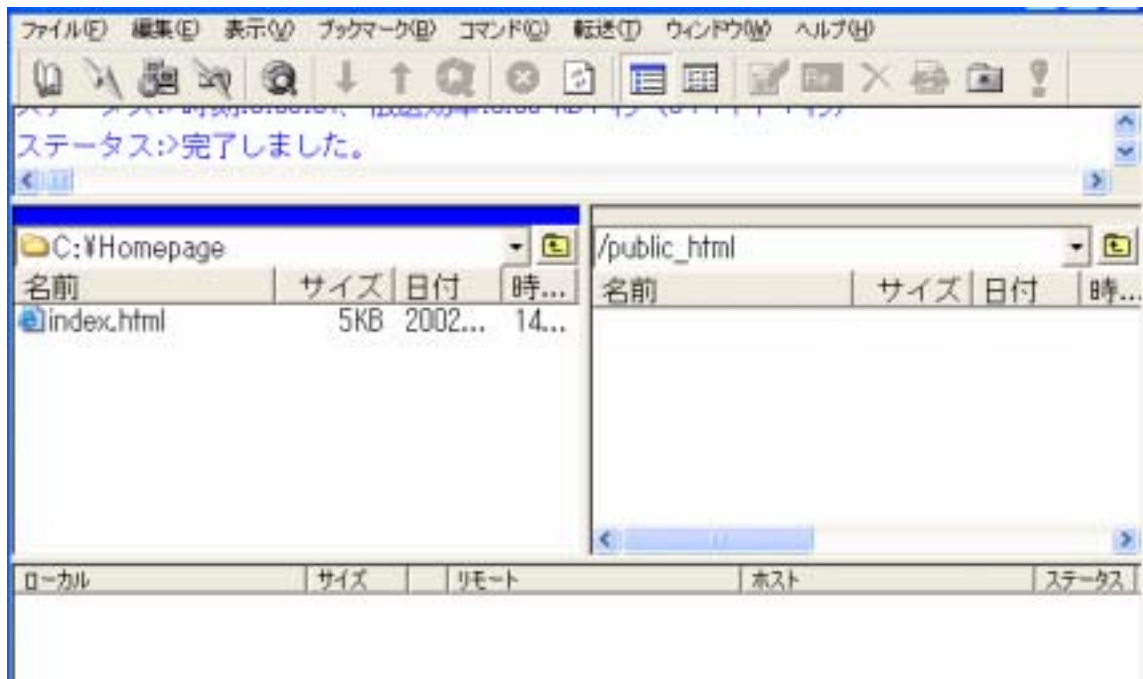 ファイル(F) 編集(E) 表示(V) ブックマーク(B) コマンド(C) 転送(T) ウィンドウ(W) ヘルプ(H)
ステータス:>完了しました。
C:¥Homepage
名前 サイズ 日付 時...
index.html 5KB 2002... 14...
/public_html
名前 サイズ 日付 時...
ローカル サイズ リモート ホスト ステータス